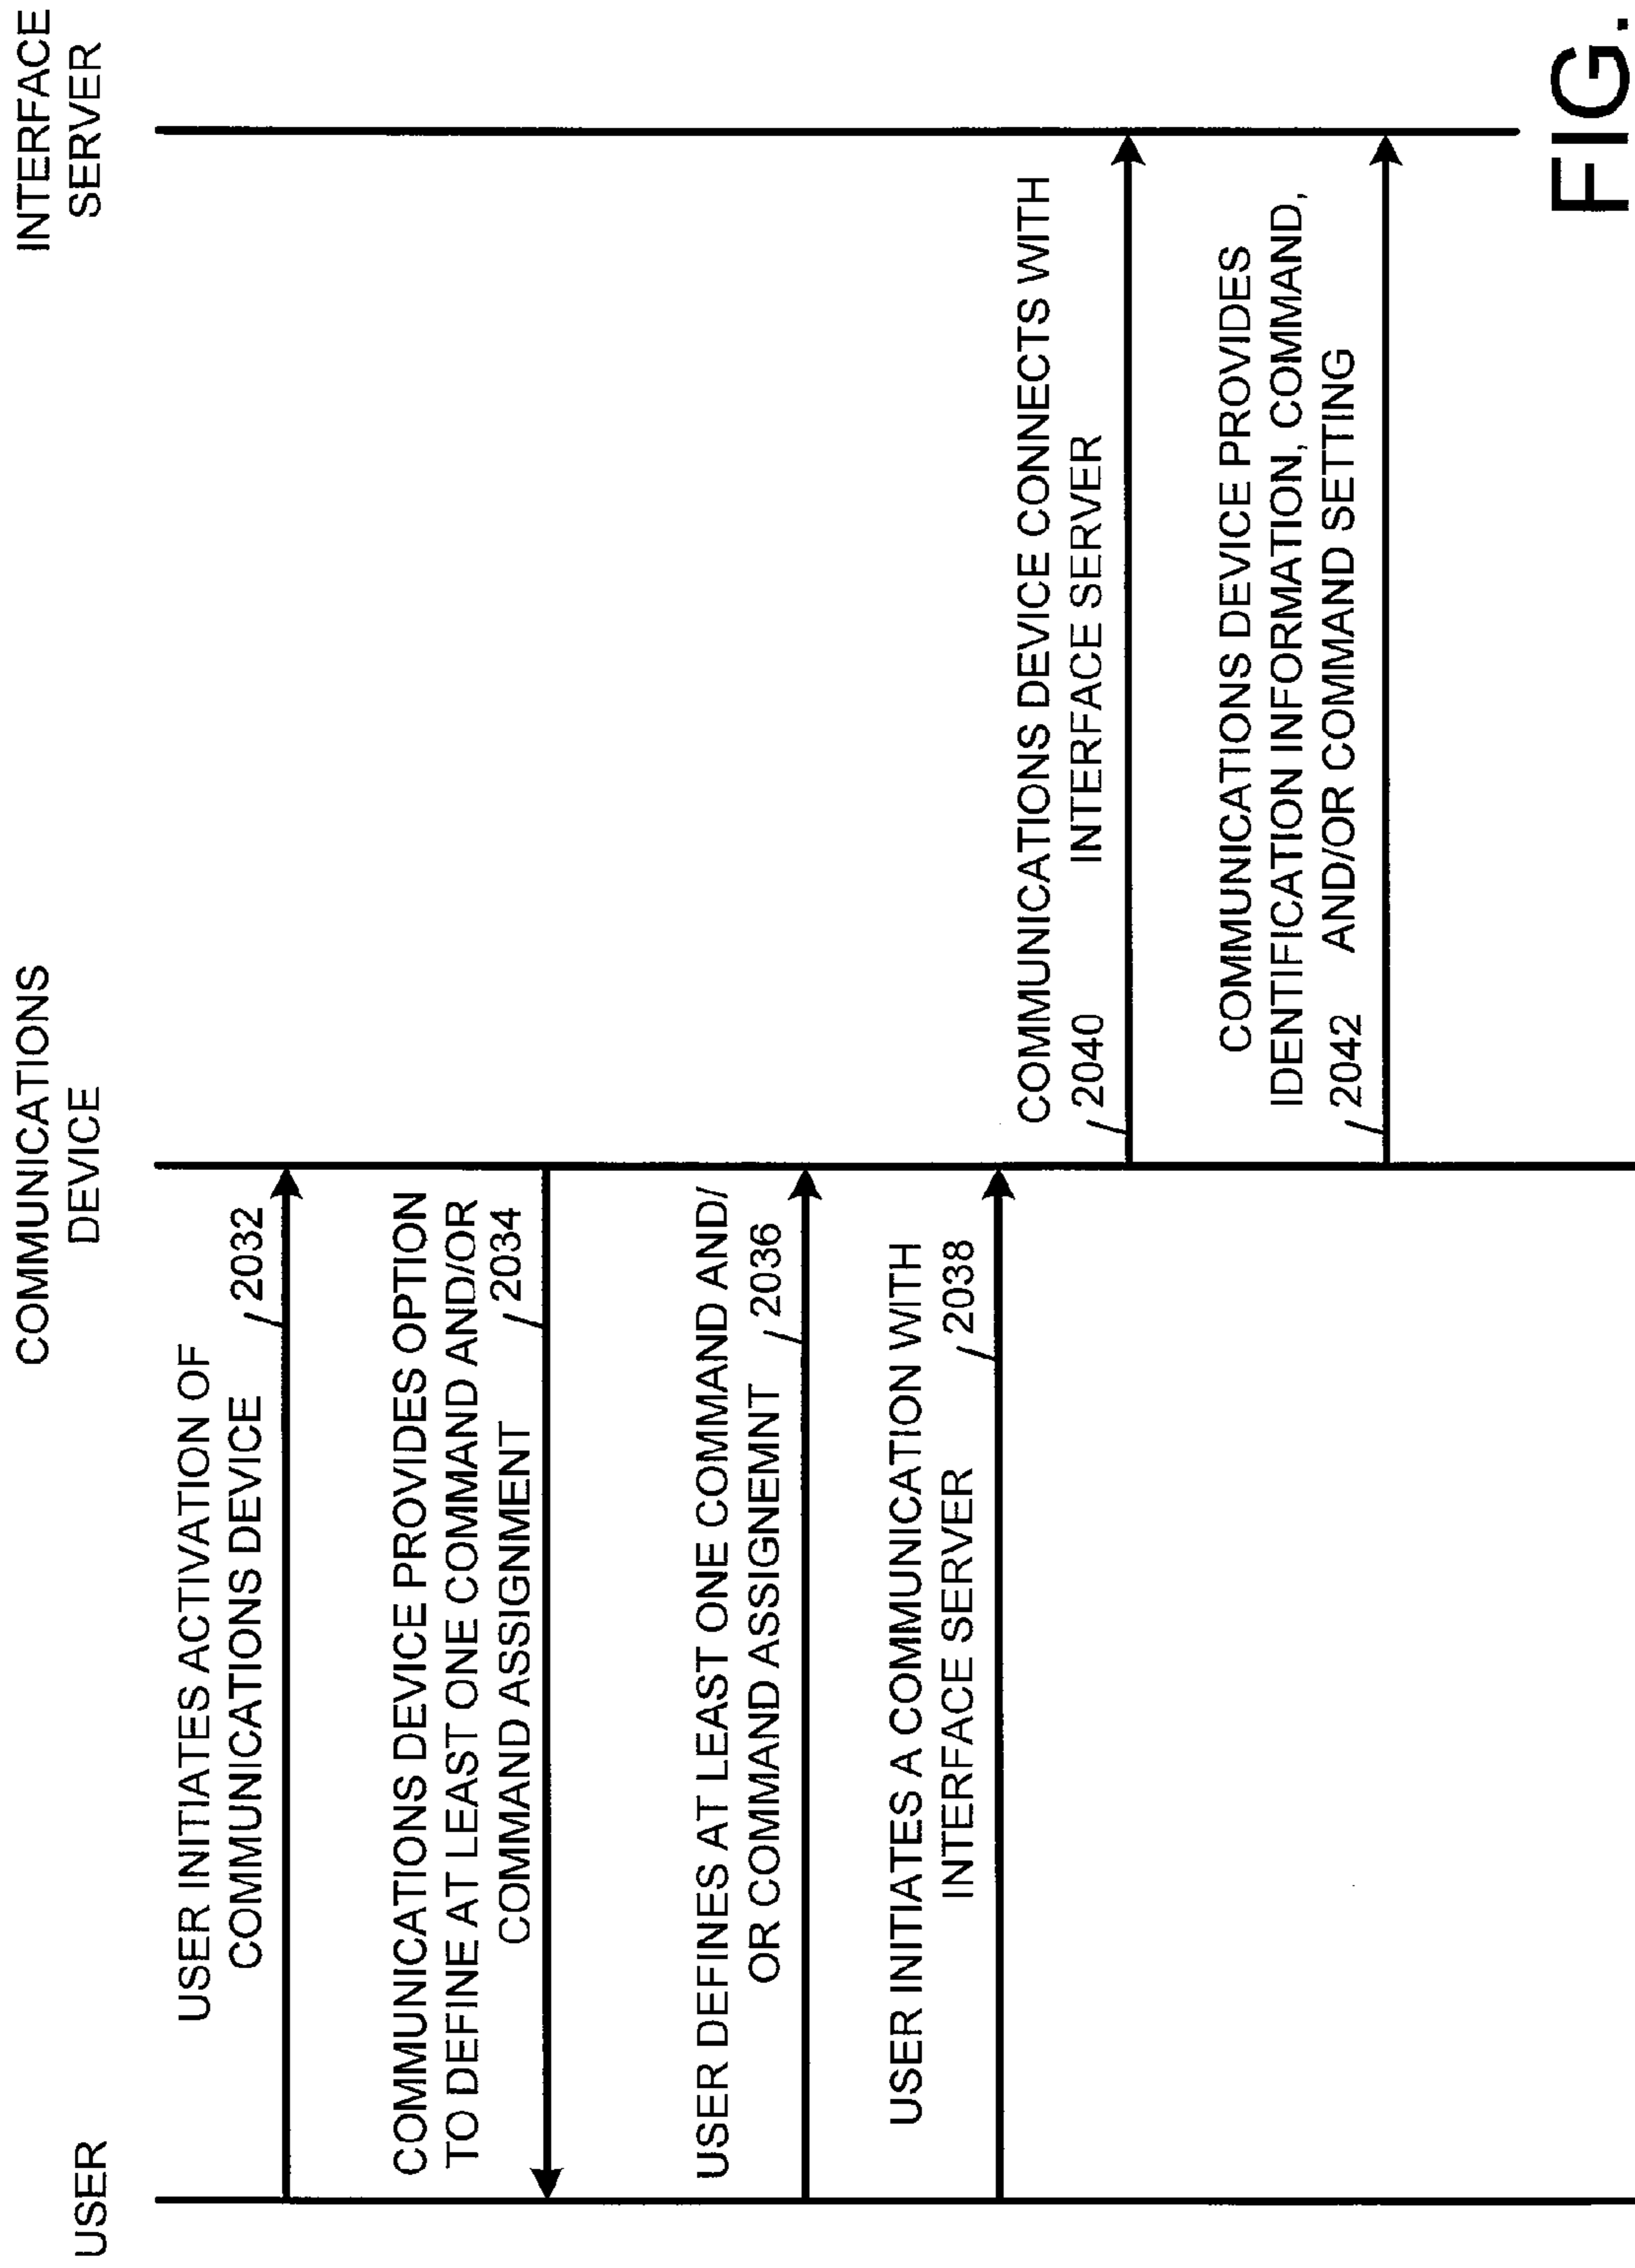 USER
COMMUNICATIONS
DEVICE
INTERFACE
SERVER
USER INITIATES ACTIVATION OF
COMMUNICATIONS DEVICE
2032
COMMUNICATIONS DEVICE PROVIDES OPTION
TO DEFINE AT LEAST ONE COMMAND AND/OR
COMMAND ASSIGNMENT
2034
USER DEFINES AT LEAST ONE COMMAND AND/
OR COMMAND ASSIGNEMNT
2036
USER INITIATES A COMMUNICATION WITH
INTERFACE SERVER
2038
COMMUNICATIONS DEVICE CONNECTS WITH
2040 INTERFACE SERVER
COMMUNICATIONS DEVICE PROVIDES
IDENTIFICATION INFORMATION, COMMAND,
2042 AND/OR COMMAND SETTING
FIG.